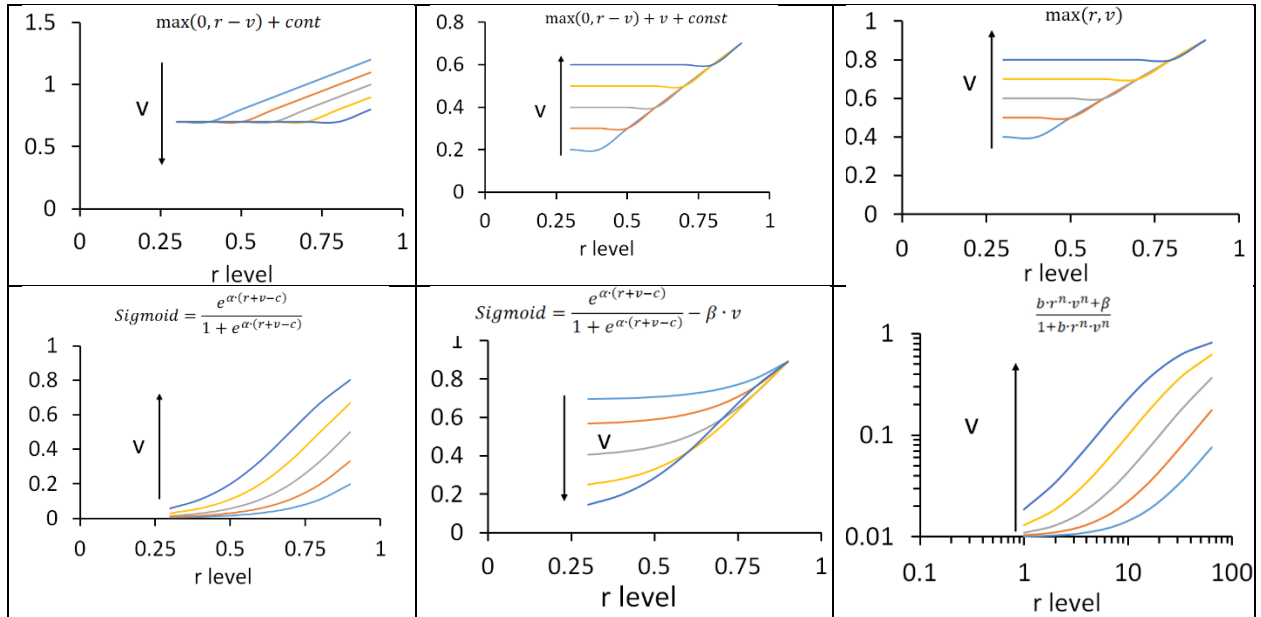 max(0, r − v) + cont
1.5
1
0.5
0
V
0 0.25 0.5 0.75 1
r level
max(0, r − v) + v + const
0.8
0.6
0.4
0.2
0
V
0 0.25 0.5 0.75 1
r level
max(r, v)
1
0.8
0.6
0.4
0.2
0
V
0 0.25 0.5 0.75 1
r level
Sigmoid = e^{α·(r+v−c)} / 1 + e^{α·(r+v−c)}
1
0.8
0.6
0.4
0.2
0
V
0 0.25 0.5 0.75 1
r level
Sigmoid = e^{α·(r+v−c)} / 1 + e^{α·(r+v−c)} − β · v
1
0.8
0.6
0.4
0.2
0
V
0 0.25 0.5 0.75 1
r level
b·r^n·v^n+β / 1+b·r^n·v^n
1
0.1
0.01
V
0.1 1 10 100
r level